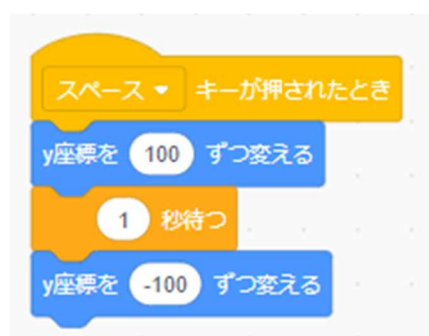 スペース キーが押されたとき
y座標を 100 ずつ変える
1 秒待つ
y座標を -100 ずつ変える